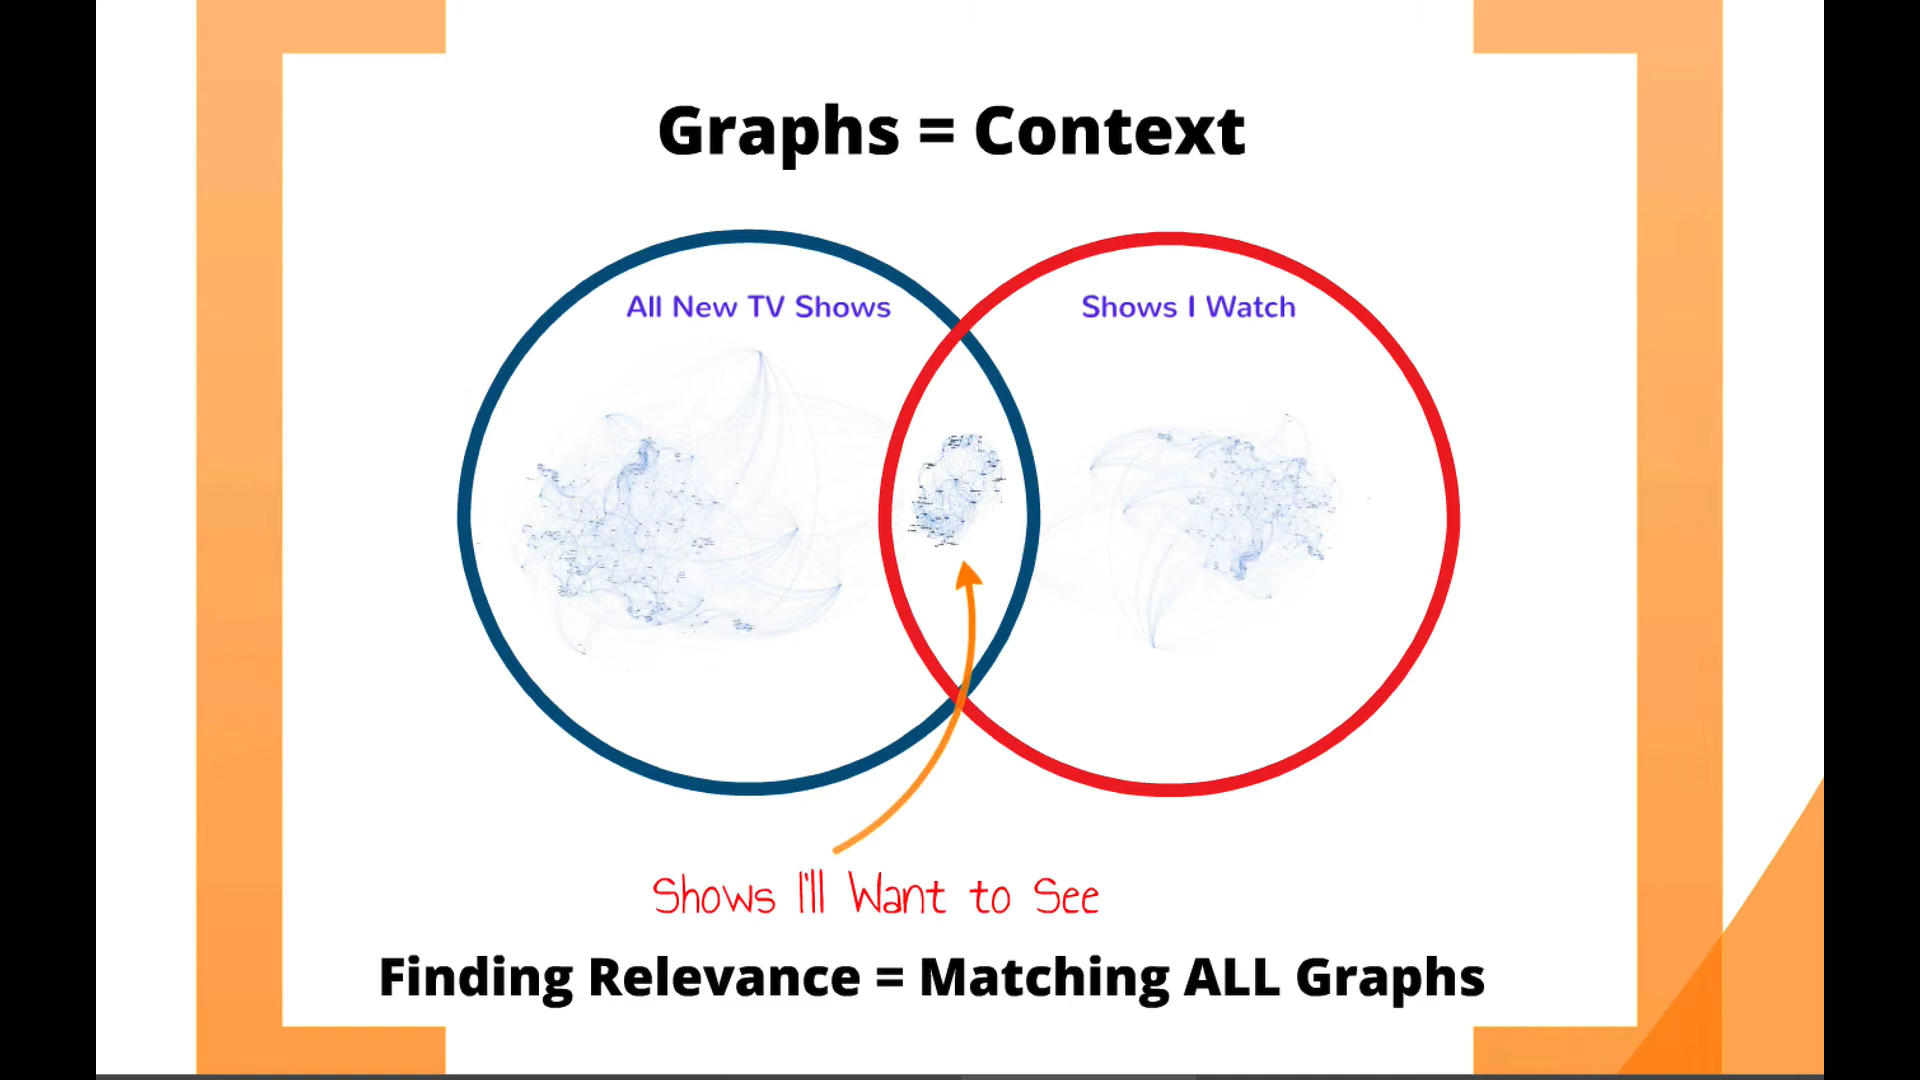 Graphs = Context
All New TV Shows
Shows I Watch
Shows I'll Want to See
Finding Relevance = Matching ALL Graphs